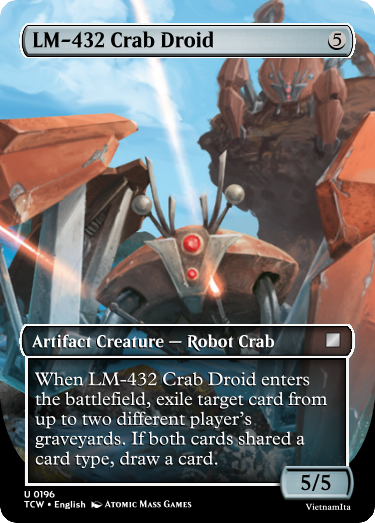 LM-432 Crab Droid 5
Artifact Creature — Robot Crab
When LM-432 Crab Droid enters
the battlefield, exile target card from
up to two different player's
graveyards. If both cards shared a
card type, draw a card.
5/5
U 0196
TCW • English Atomic Mass Games
VietnamIta